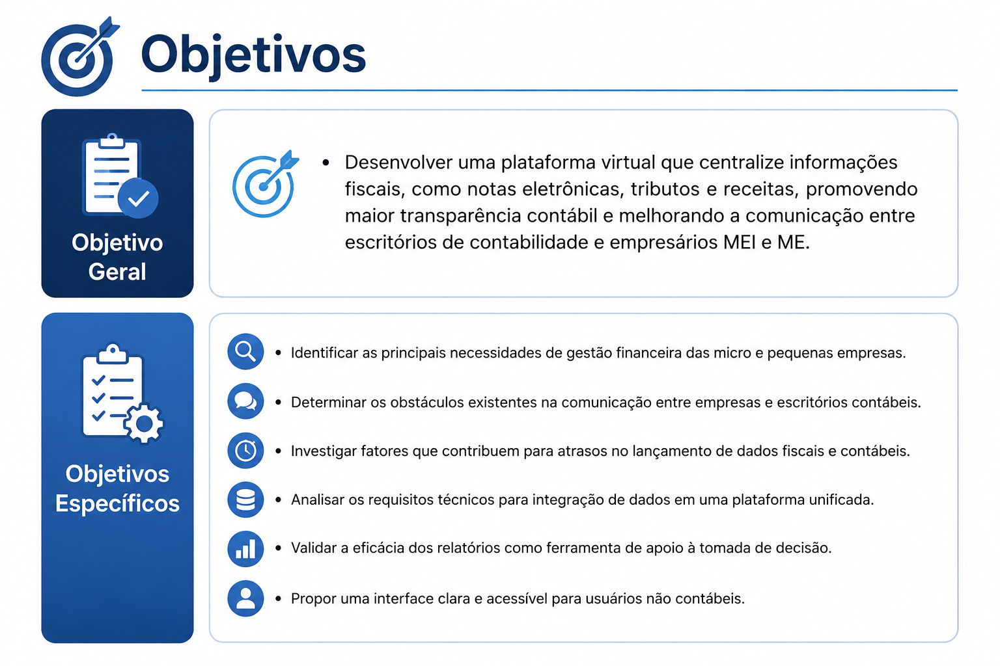 Objetivos
Objetivo
Geral
• Desenvolver uma plataforma virtual que centralize informações
fiscais, como notas eletrônicas, tributos e receitas, promovendo
maior transparência contábil e melhorando a comunicação entre
escritórios de contabilidade e empresários MEI e ME.
Objetivos
Específicos
• Identificar as principais necessidades de gestão financeira das micro e pequenas empresas.
• Determinar os obstáculos existentes na comunicação entre empresas e escritórios contábeis.
• Investigar fatores que contribuem para atrasos no lançamento de dados fiscais e contábeis.
• Analisar os requisitos técnicos para integração de dados em uma plataforma unificada.
• Validar a eficácia dos relatórios como ferramenta de apoio à tomada de decisão.
• Propor uma interface clara e acessível para usuários não contábeis.